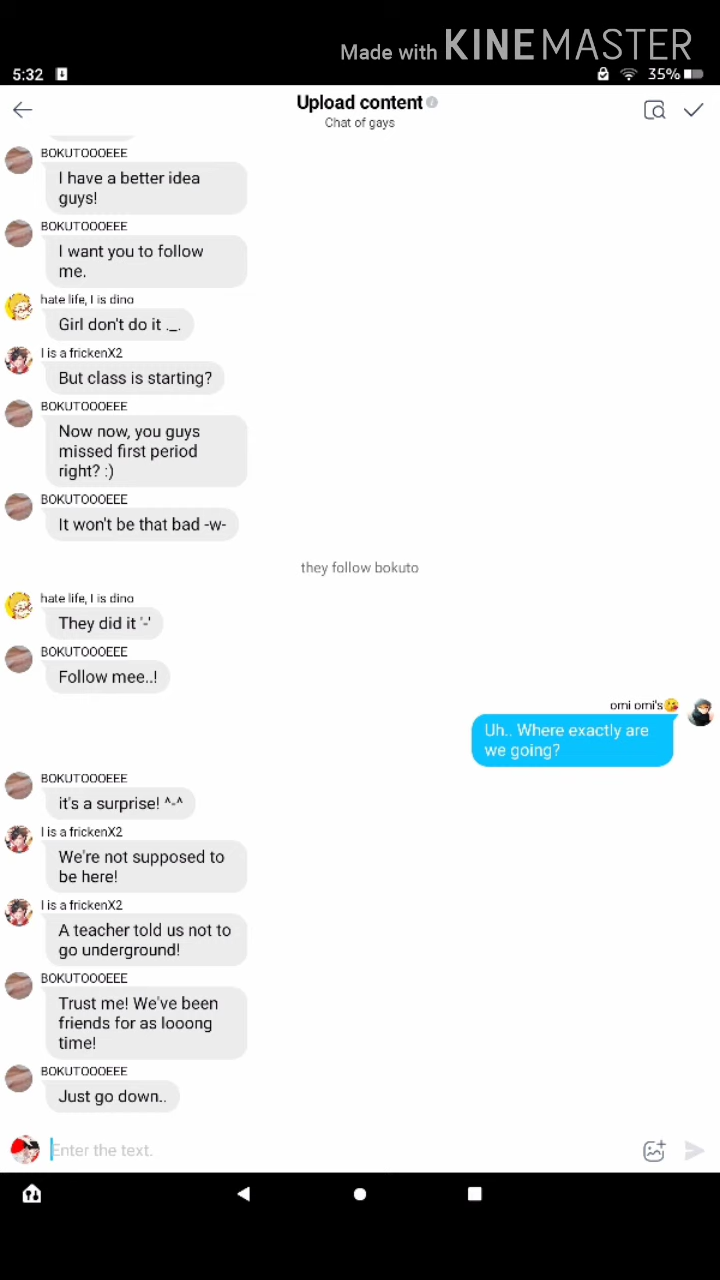 Made with KINEMASTER
5:32
35%
Upload content
Chat of gays
BOKUTOOOEEE
I have a better idea
guys!
BOKUTOOOEEE
I want you to follow
me.
hate life, I is dino
Girl don't do it ._.
I is a frickenX2
But class is starting?
BOKUTOOOEEE
Now now, you guys
missed first period
right? :)
BOKUTOOOEEE
It won't be that bad -w-
they follow bokuto
hate life, I is dino
They did it '-'
BOKUTOOOEEE
Follow mee..!
omi omi's😘
Uh.. Where exactly are
we going?
BOKUTOOOEEE
it's a surprise! ^-^
I is a frickenX2
We're not supposed to
be here!
I is a frickenX2
A teacher told us not to
go underground!
BOKUTOOOEEE
Trust me! We've been
friends for as looong
time!
BOKUTOOOEEE
Just go down..
Enter the text.